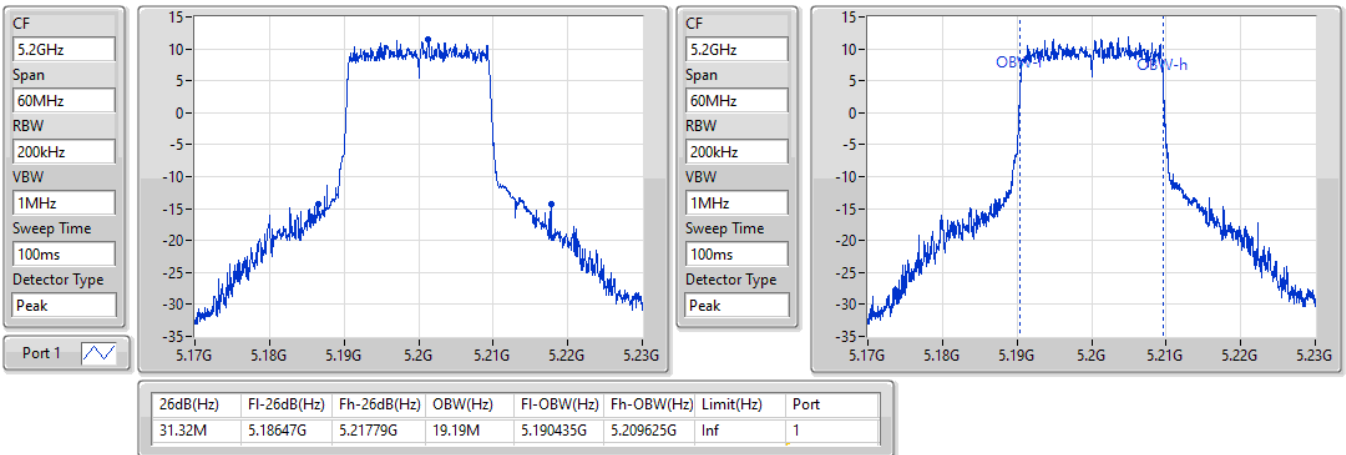 CF
5.2GHz
Span
60MHz
RBW
200kHz
VBW
1MHz
Sweep Time
100ms
Detector Type
Peak
Port 1
15
10
5
0
-5
-10
-15
-20
-25
-30
-35
5.17G 5.18G 5.19G 5.2G 5.21G 5.22G 5.23G
CF
5.2GHz
Span
60MHz
RBW
200kHz
VBW
1MHz
Sweep Time
100ms
Detector Type
Peak
15
10
5
0
-5
-10
-15
-20
-25
-30
-35
OBW-l OBW-h
5.17G 5.18G 5.19G 5.2G 5.21G 5.22G 5.23G
26dB(Hz) Fl-26dB(Hz) Fh-26dB(Hz) OBW(Hz) Fl-OBW(Hz) Fh-OBW(Hz) Limit(Hz) Port
31.32M 5.18647G 5.21779G 19.19M 5.190435G 5.209625G Inf 1